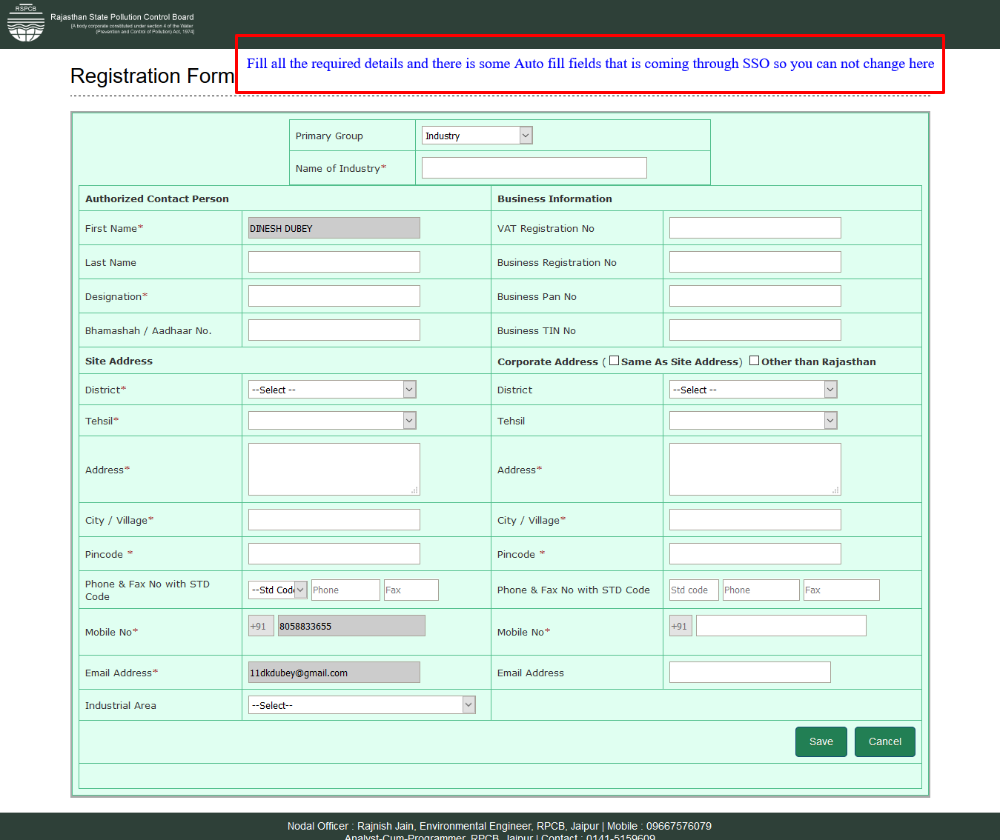 RSPCB
Rajasthan State Pollution Control Board
[A body corporate constituted under section 4 of the Water
(Prevention and Control of Pollution) Act, 1974]
Fill all the required details and there is some Auto fill fields that is coming through SSO so you can not change here
Registration Form
Primary Group Industry
Name of Industry*
Authorized Contact Person Business Information
First Name* DINESH DUBEY VAT Registration No
Last Name Business Registration No
Designation* Business Pan No
Bhamashah / Aadhaar No. Business TIN No
Site Address Corporate Address ( Same As Site Address) Other than Rajasthan
District* --Select -- District --Select --
Tehsil* Tehsil
Address* Address*
City / Village* City / Village*
Pincode * Pincode *
Phone & Fax No with STD
Code --Std Code Phone Fax Phone & Fax No with STD Code Std code Phone Fax
Mobile No* +91 8058833655 Mobile No* +91
Email Address* 11dkdubey@gmail.com Email Address
Industrial Area --Select--
Save Cancel
Nodal Officer : Rajnish Jain, Environmental Engineer, RPCB, Jaipur | Mobile : 09667576079
Analyst-Cum-Programmer, RPCB, Jaipur | Contact : 0141-5159609